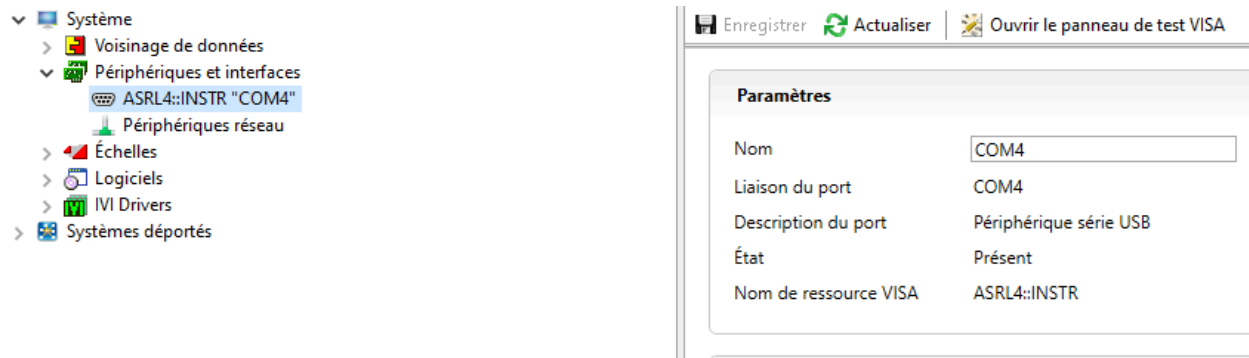 Système
Voisinage de données
Périphériques et interfaces
ASRL4::INSTR "COM4"
Périphériques réseau
Échelles
Logiciels
IVI Drivers
Systèmes déportés
Enregistrer Actualiser Ouvrir le panneau de test VISA
Paramètres
Nom COM4
Liaison du port COM4
Description du port Périphérique série USB
État Présent
Nom de ressource VISA ASRL4::INSTR